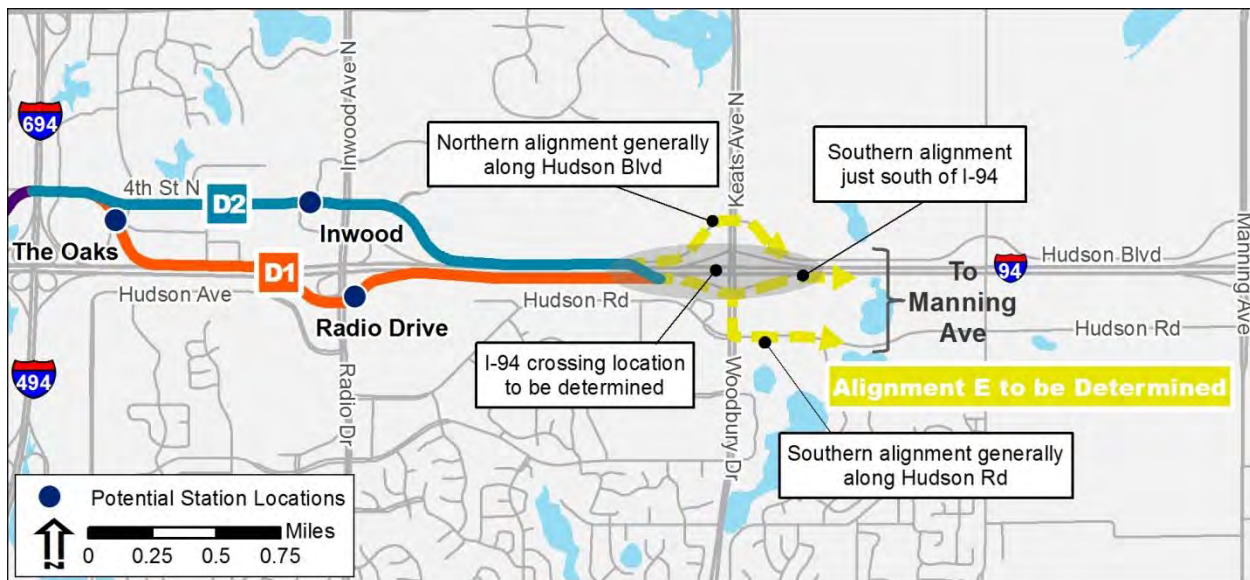 694
Inwood Ave N
Keats Ave N
Manning Ave
Northern alignment generally
along Hudson Blvd
Southern alignment
just south of I-94
4th St N
D2
The Oaks
Inwood
D1
Hudson Blvd
94
Hudson Ave
Radio Drive
Hudson Rd
To
Manning
Ave
Hudson Rd
I-94 crossing location
to be determined
494
Radio Dr
Woodbury Dr
Alignment E to be Determined
Southern alignment generally
along Hudson Rd
Potential Station Locations
N
Miles
0 0.25 0.5 0.75